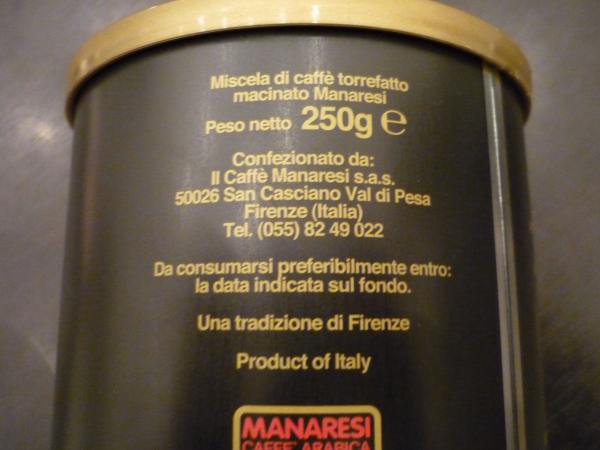 Miscela di caffè torrefatto
macinato Manaresi
Peso netto 250g e
Confezionato da:
Il Caffè Manaresi s.a.s.
50026 San Casciano Val di Pesa
Firenze (Italia)
Tel. (055) 82 49 022
Da consumarsi preferibilmente entro:
la data indicata sul fondo.
Una tradizione di Firenze
Product of Italy
MANARESI
CAFFE' ARABICA